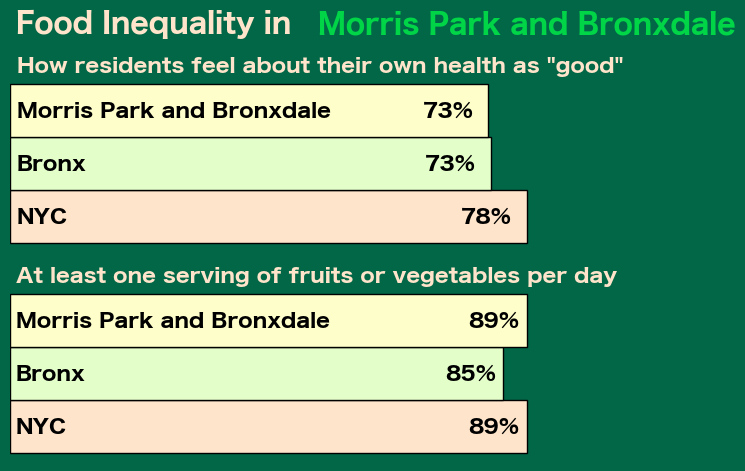 Food Inequality in Morris Park and Bronxdale
How residents feel about their own health as "good"
Morris Park and Bronxdale 73%
Bronx 73%
NYC 78%
At least one serving of fruits or vegetables per day
Morris Park and Bronxdale 89%
Bronx 85%
NYC 89%